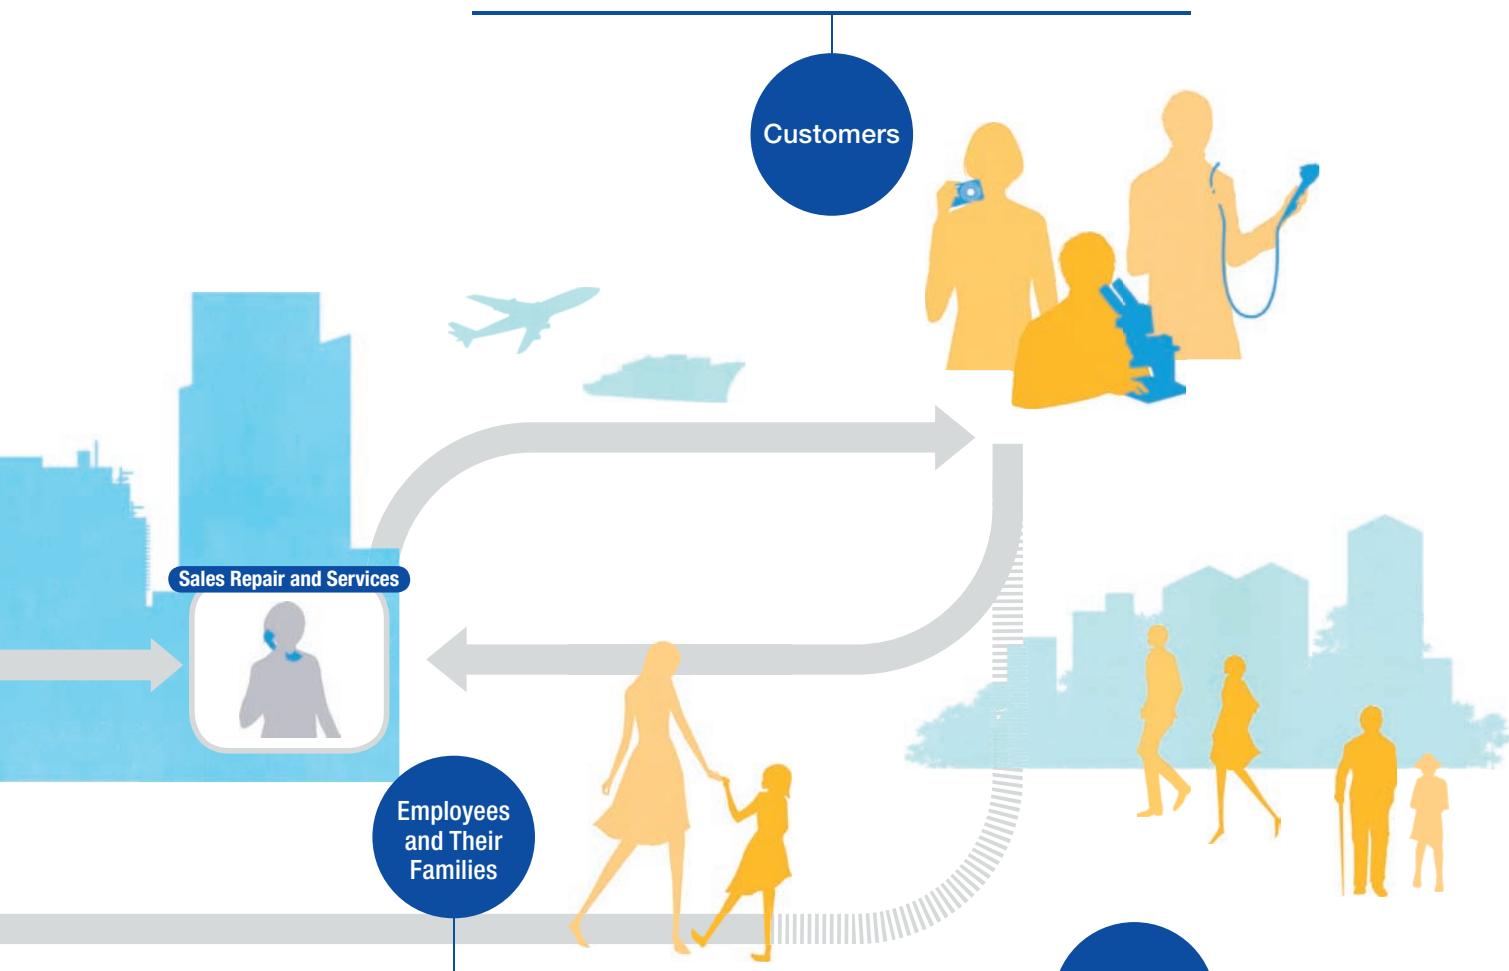 Customers
Sales Repair and Services
Employees
and Their
Families